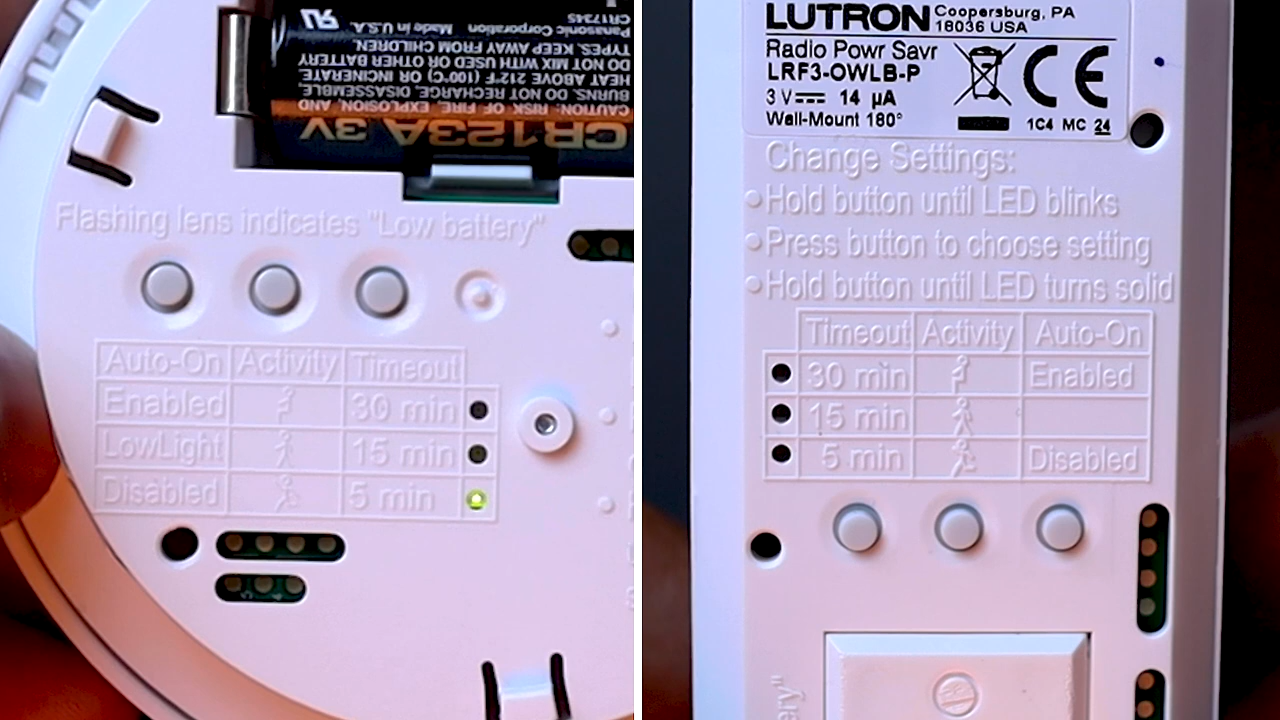 CR17345
Panasonic Corporation Made in U.S.A.
TYPES. KEEP AWAY FROM CHILDREN.
DO NOT MIX WITH USED OR OTHER BATTERY
HEAT ABOVE 212°F (100°C) OR INCINERATE.
BURNS. DO NOT RECHARGE, DISASSEMBLE,
CAUTION: RISK OF FIRE, EXPLOSION, AND
CR123A 3V
Flashing lens indicates "Low battery"
Auto-On Activity Timeout
Enabled 30 min
LowLight 15 min
Disabled 5 min
LUTRON Coopersburg, PA
18036 USA
Radio Powr Savr
LRF3-OWLB-P
3 V 14 µA
Wall-Mount 180°
1C4 MC 24
Change Settings:
•Hold button until LED blinks
•Press button to choose setting
•Hold button until LED turns solid
Timeout Activity Auto-On
30 min Enabled
15 min
5 min Disabled